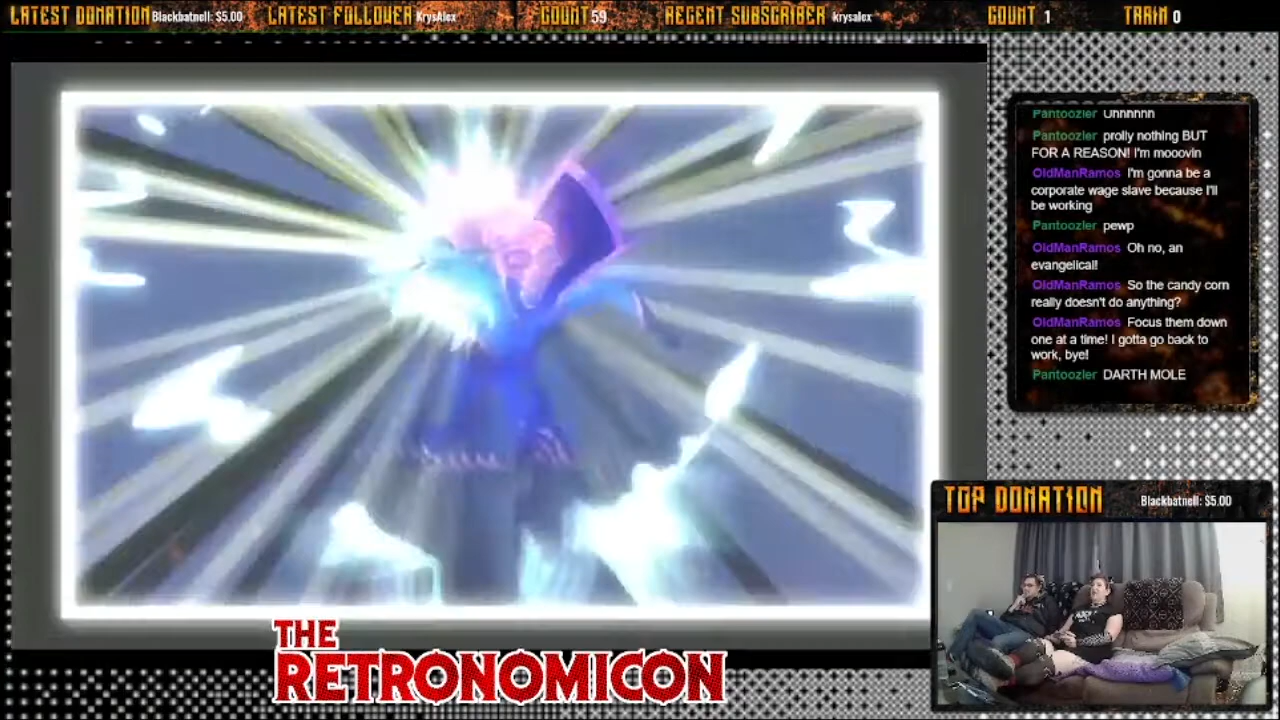 LATEST DONATION Blackbatnell: $5.00 LATEST FOLLOWER KrysAlex COUNT 59 RECENT SUBSCRIBER krysalex COUNT 1 TRAIN 0
Pantoozler Uhhhhhh
Pantoozler prolly nothing BUT
FOR A REASON! I'm mooovin
OldManRamos I'm gonna be a
corporate wage slave because I'll
be working
Pantoozler pewp
OldManRamos Oh no, an
evangelical!
OldManRamos So the candy corn
really doesn't do anything?
OldManRamos Focus them down
one at a time! I gotta go back to
work, bye!
Pantoozler DARTH MOLE
TOP DONATION Blackbatnell: $5.00
THE
RETRONOMICON